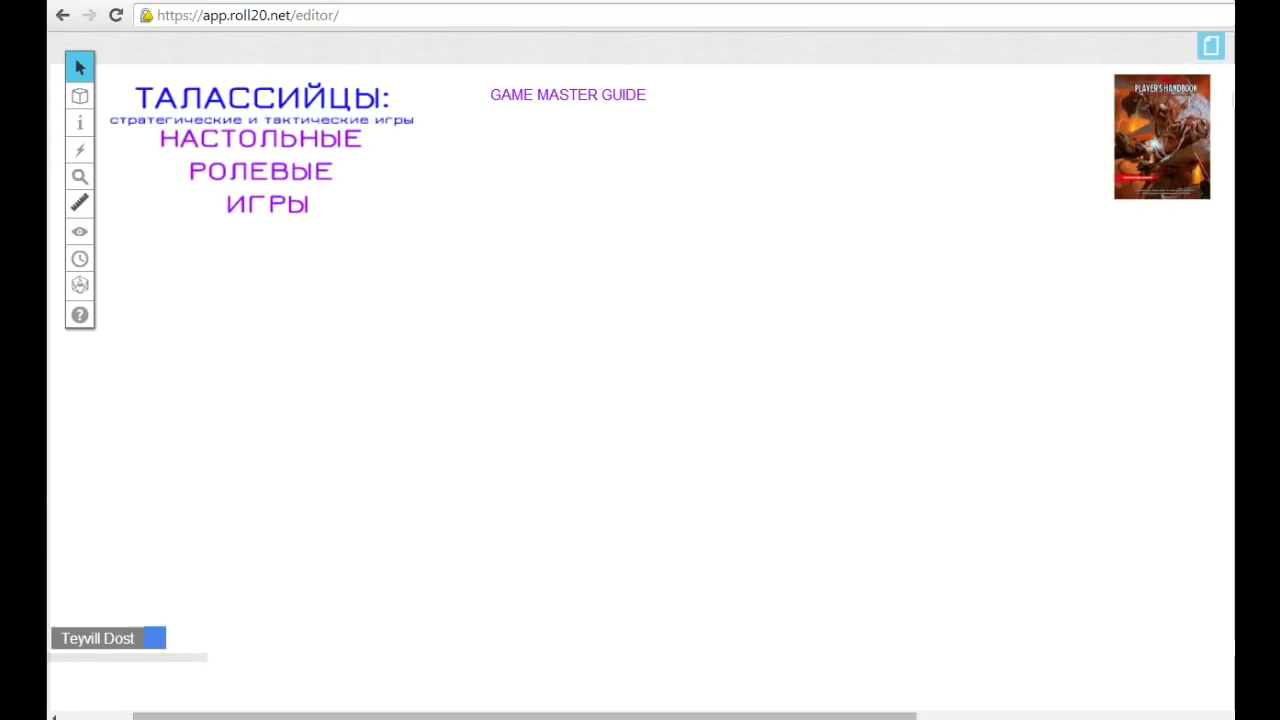 https://app.roll20.net/editor/
ТАЛАССИЙЦЫ:
стратегические и тактические игры
НАСТОЛЬНЫЕ
РОЛЕВЫЕ
ИГРЫ
GAME MASTER GUIDE
PLAYER'S HANDBOOK
Teyvill Dost